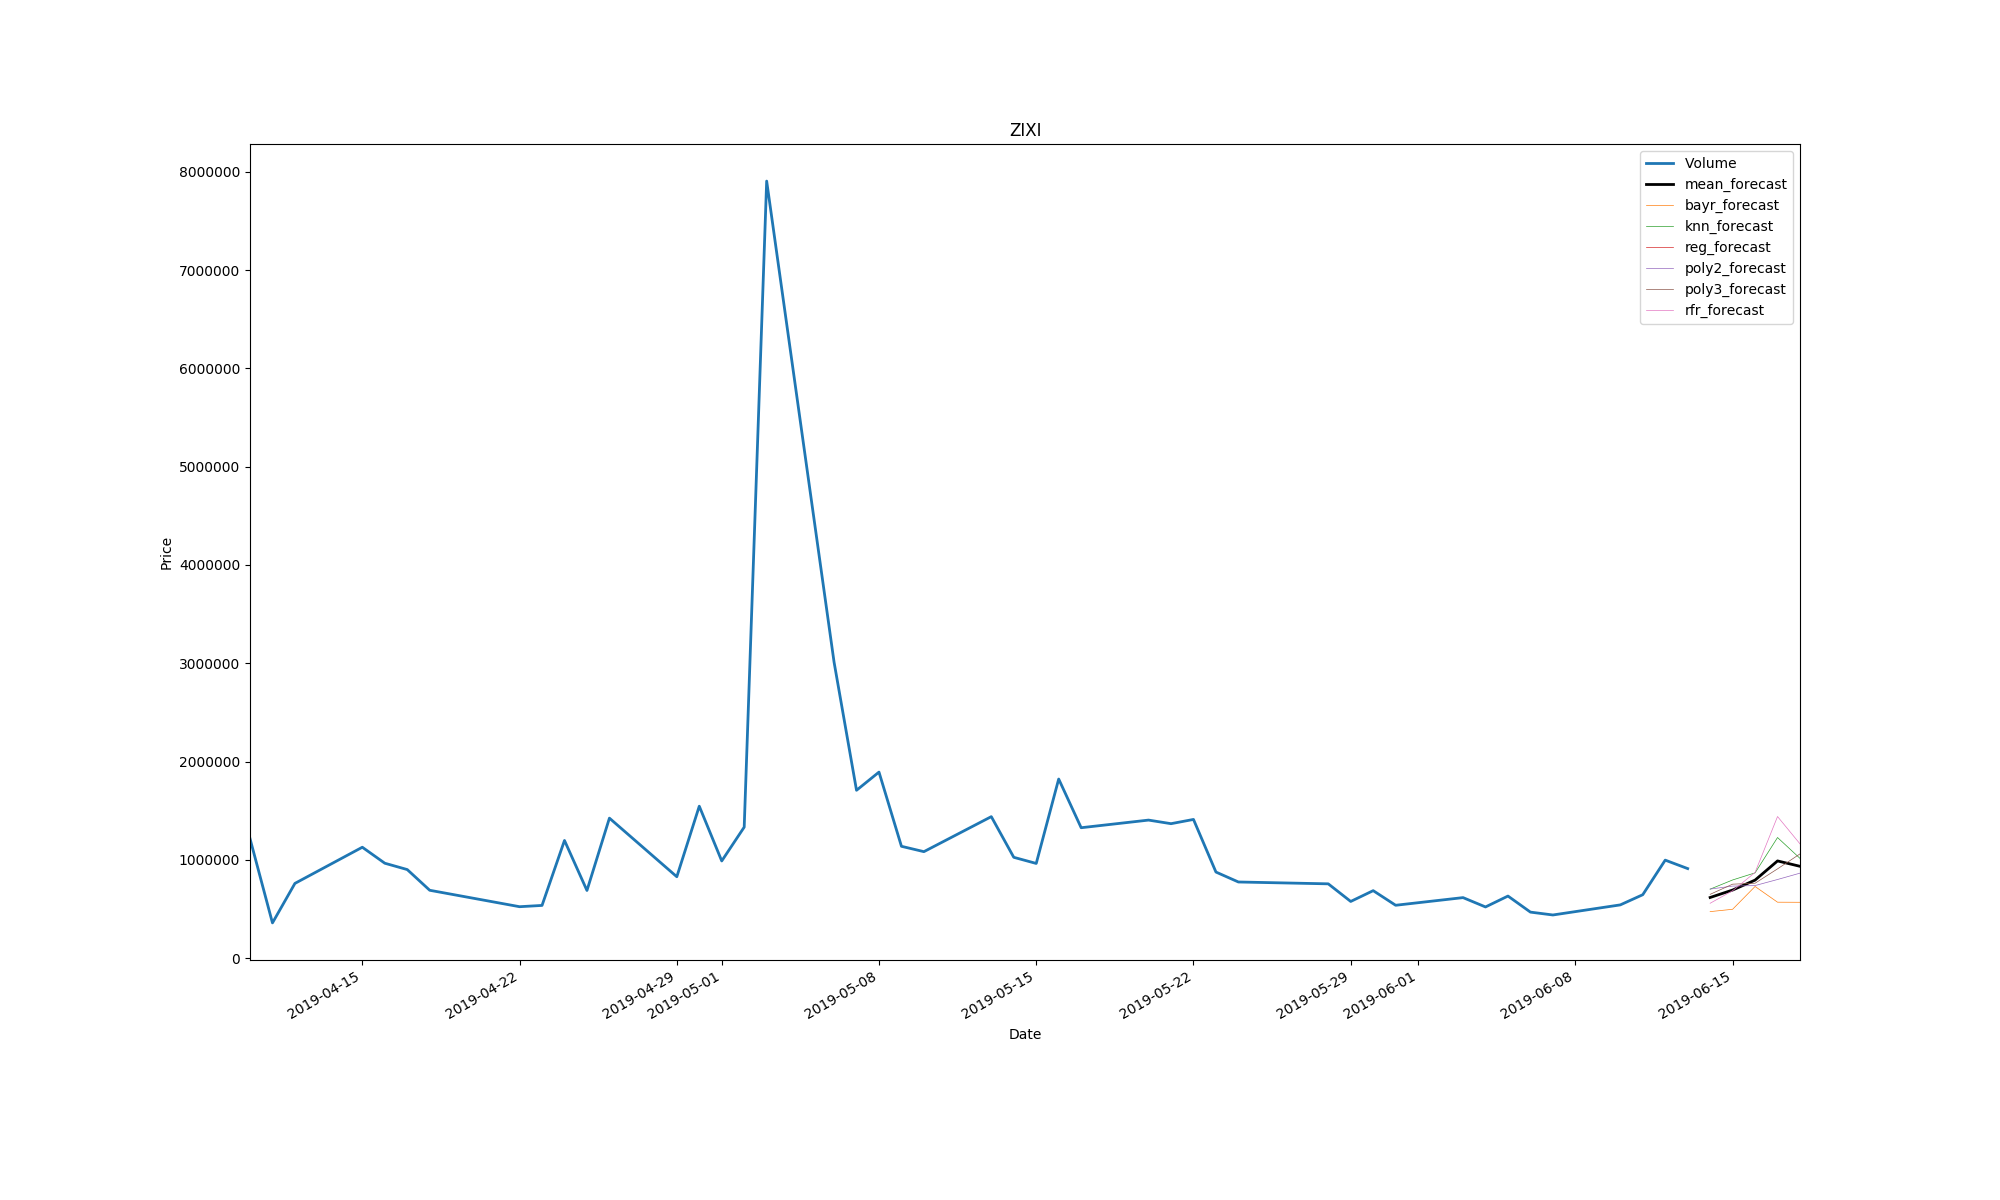 ZIXI
8000000
7000000
6000000
5000000
4000000
3000000
2000000
1000000
0
Price
Volume
mean_forecast
bayr_forecast
knn_forecast
reg_forecast
poly2_forecast
poly3_forecast
rfr_forecast
2019-04-15
2019-04-22
2019-04-29
2019-05-01
2019-05-08
2019-05-15
2019-05-22
2019-05-29
2019-06-01
2019-06-08
2019-06-15
Date